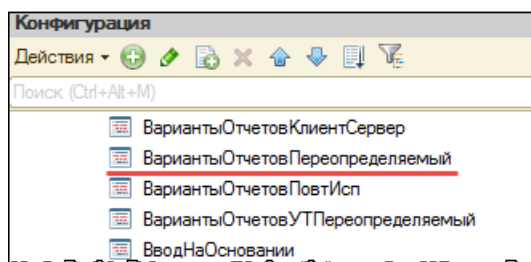 Конфигурация
Действия
Поиск (Ctrl+Alt+M)
ВариантыОтчетовКлиентСервер
ВариантыОтчетовПереопределяемый
ВариантыОтчетовПовтИсп
ВариантыОтчетовУТПереопределяемый
ВводНаОсновании